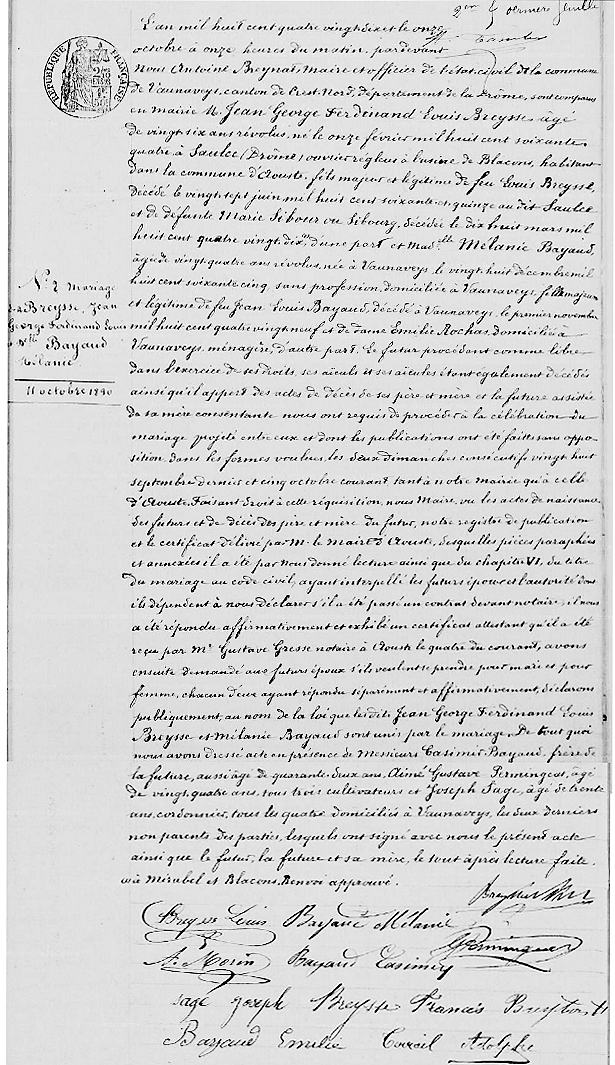 2me & dernière feuille
L'an mil huit cent quatre vingt dix et le onze
octobre à onze heures du matin, par devant
Nous Antoine Breynat, Maire et officier de l'état civil de la commune
de Vaunaveys, canton de Crest Nord, département de la Drôme, sont comparus
en mairie M. Jean George Ferdinand Louis Breysse âgé
de vingt six ans révolus, né le onze février mil huit cent soixante
quatre à Saulce (Drôme) ouvrier régleur à l'usine de Blacons, habitant
dans la commune d'Aouste, fils majeur et légitime de feu Louis Breysse,
décédé le vingt sept juin mil huit cent soixante et quinze au dit Saulce
et de défunte Marie Sibour ou Sibourg, décédée le dix huit mars mil
huit cent quatre vingt dix, d'une part et Mad.elle Mélanie Bayaud,
âgée de vingt quatre ans révolus, née à Vaunaveys, le vingt huit décembre mil
huit cent soixante cinq, sans profession, domiciliée à Vaunaveys, fille majeure
et légitime de feu Jean Louis Bayaud, décédé à Vaunaveys, le premier novembre
mil huit cent quatre vingt neuf et de dame Emilie Rochas, domiciliée à
Vaunaveys, ménagère, d'autre part. Le futur procédant comme libre
dans l'exercice de ses droits, ses aïeuls et ses aïeules étant également décédés
ainsi qu'il appert des actes de décès de ses père et mère et la future assistée
de sa mère consentante nous ont requis de procéder à la célébration du
mariage projeté entre eux et dont les publications ont été faites sans oppo-
sition, dans les formes voulues, les deux dimanches consécutifs vingt huit
septembre dernier et cinq octobre courant tant à notre mairie qu'à celle
d'Aouste. Faisant droit à cette réquisition, nous Maire, vu les actes de naissance
des futurs et de décès des père et mère du futur, notre registre de publication
et le certificat délivré par M. le Maire d'Aouste, desquelles pièces paraphées
et annexées il a été par nous donné lecture ainsi que du chapitre VI, du titre
du mariage au code civil, ayant interpellé les futurs époux et l'autorité dont
ils dépendent à nous déclarer s'il a été passé un contrat devant notaire; il nous
a été répondu affirmativement et exhibé un certificat attestant qu'il a été
reçu par Me Gustave Gresse notaire à Aouste le quatre du courant, avons
ensuite demandé aux futurs époux s'ils veulent se prendre pour mari et pour
femme, chacun d'eux ayant répondu séparément et affirmativement, déclarons
publiquement, au nom de la loi que les dits Jean George Ferdinand Louis
Breysse et Mélanie Bayaud sont unis par le mariage. De tout quoi
nous avons dressé acte en présence de Messieurs Casimir Bayaud, frère de
la future, aussi âgé de quarante deux ans, Aimé Gustave Permingeat, âgé
de vingt quatre ans, tous trois cultivateurs et Joseph Sage, âgé de trente
ans, cordonnier, tous les quatre domiciliés à Vaunaveys, les deux derniers
non parents des parties, lesquels ont signé avec nous le présent acte
ainsi que le futur, la future et sa mère, le tout après lecture faite.
à Mirabel et Blacons, Renvoi approuvé.
N° 2 Mariage
Breysse, Jean
George Ferdinand Louis
& Melle Bayaud
Mélanie
11 octobre 1890
RÉPUBLIQUE FRANÇAISE
Breysse Louis Bayaud Mélanie
A. Morin Bayaud Casimir Permingeat
Sage Joseph Breysse Francis
Bayaud Emilie Correil Adolphe